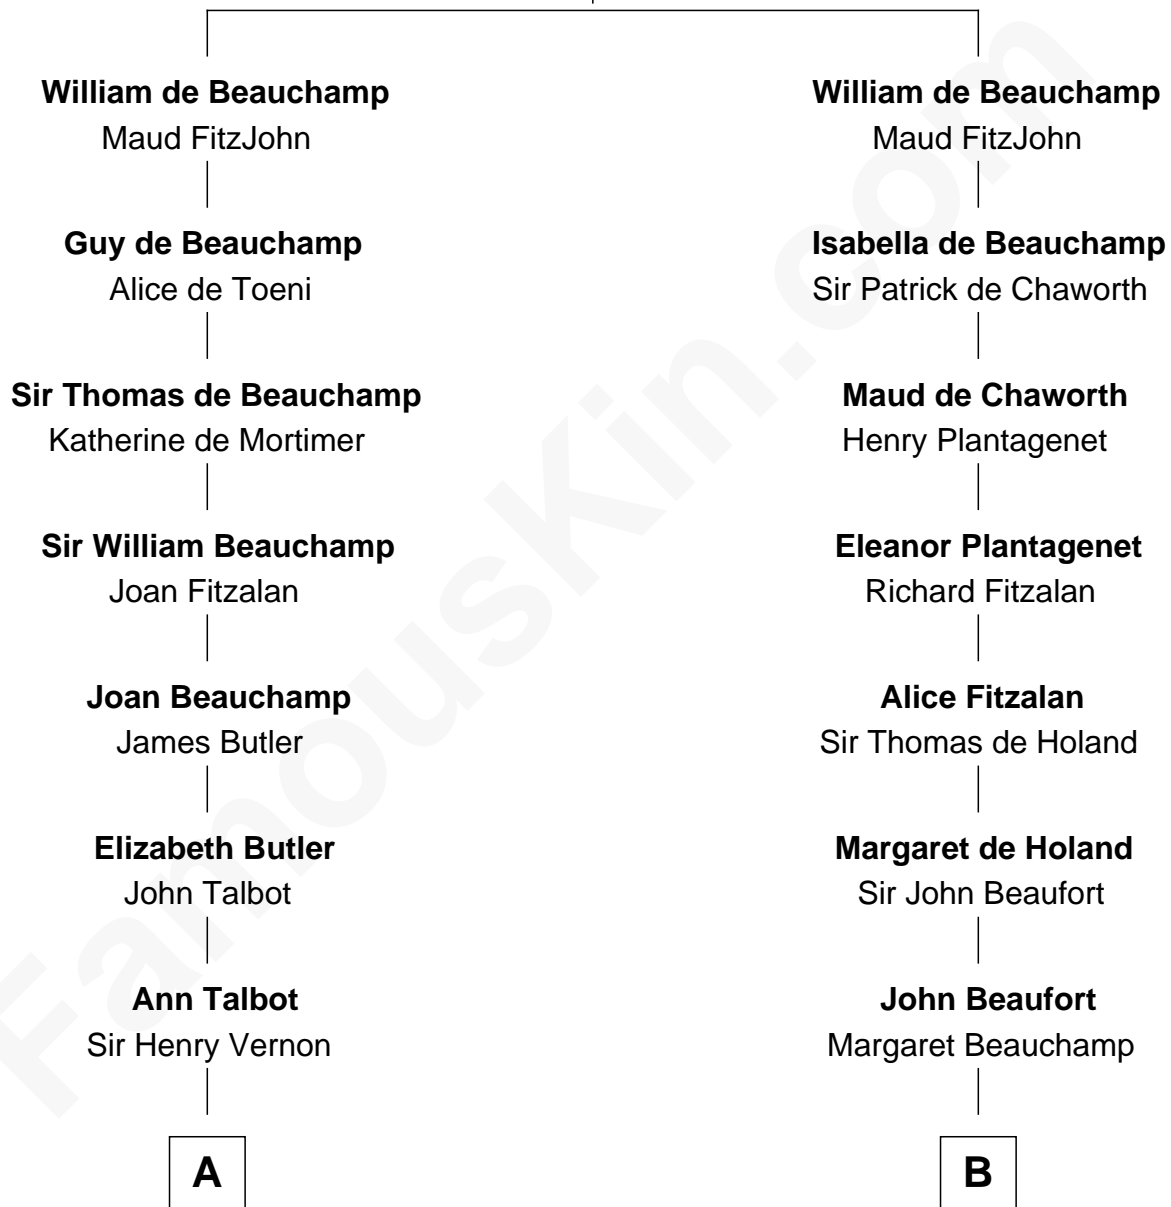 William de Beauchamp
Maud FitzJohn
Guy de Beauchamp
Alice de Toeni
Sir Thomas de Beauchamp
Katherine de Mortimer
Sir William Beauchamp
Joan Fitzalan
Joan Beauchamp
James Butler
Elizabeth Butler
John Talbot
Ann Talbot
Sir Henry Vernon
A
William de Beauchamp
Maud FitzJohn
Isabella de Beauchamp
Sir Patrick de Chaworth
Maud de Chaworth
Henry Plantagenet
Eleanor Plantagenet
Richard Fitzalan
Alice Fitzalan
Sir Thomas de Holand
Margaret de Holand
Sir John Beaufort
John Beaufort
Margaret Beauchamp
B
FamousKin.com